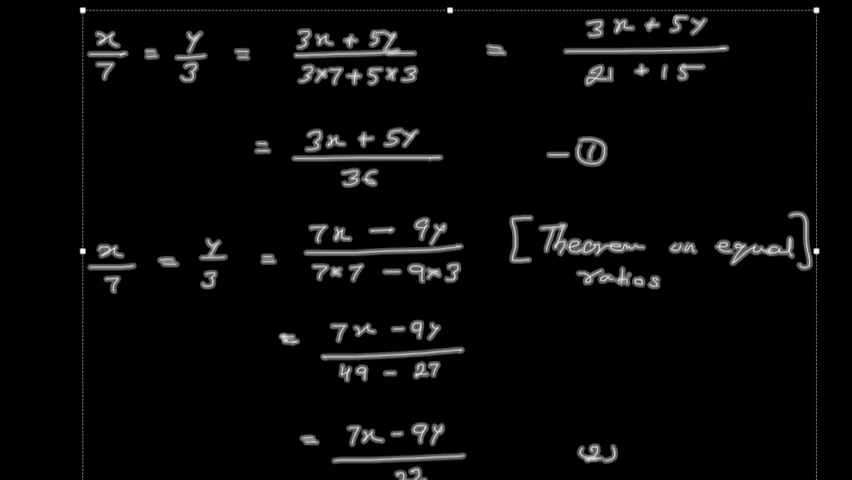 x/7 = y/3 = (3x + 5y)/(3×7+5×3) = (3x + 5y)/(21 + 15)
= (3x + 5y)/36 — ①
x/7 = y/3 = (7x − 9y)/(7×7 − 9×3) [Theorem on equal ratios]
= (7x − 9y)/(49 − 27)
= (7x − 9y)/22 ②